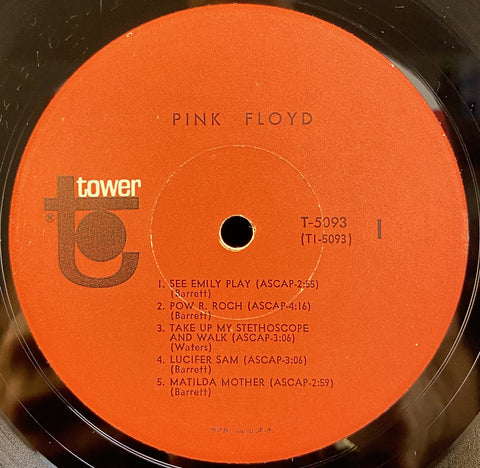 PINK FLOYD
tower
®
T-5093
(T1-5093)
1
1. SEE EMILY PLAY (ASCAP-2:55)
(Barrett)
2. POW R. ROCH (ASCAP-4:16)
(Barrett)
3. TAKE UP MY STETHOSCOPE
AND WALK (ASCAP-3:06)
(Waters)
4. LUCIFER SAM (ASCAP-3:06)
(Barrett)
5. MATILDA MOTHER (ASCAP-2:59)
(Barrett)
IN U.S.A.